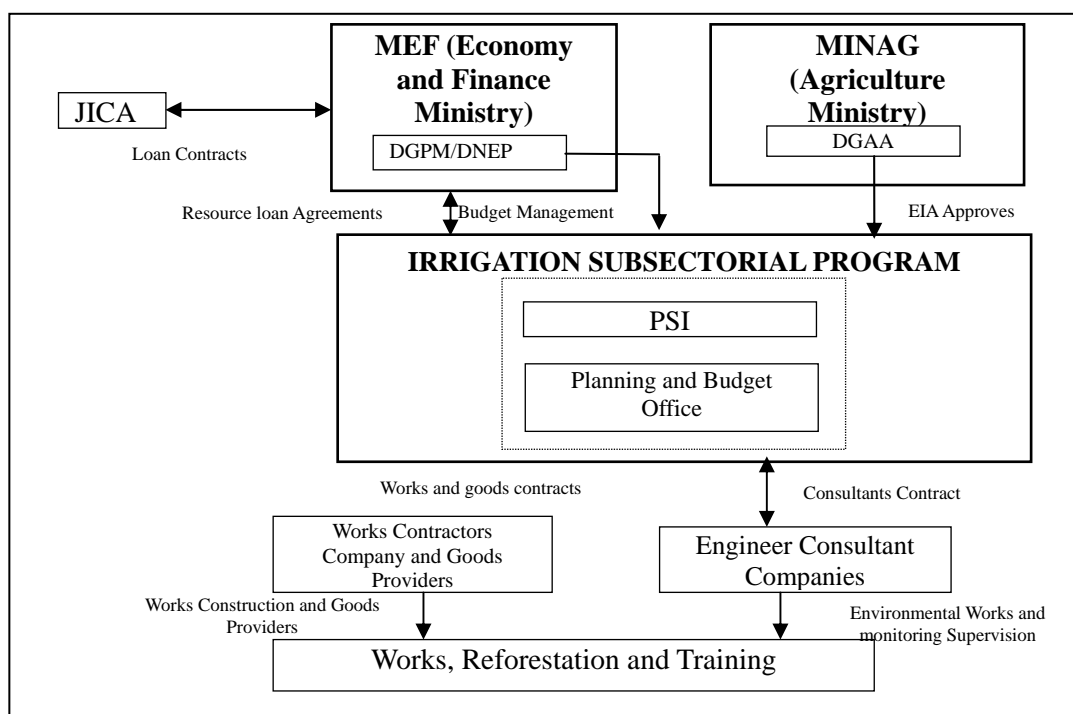 MEF (Economy
and Finance
Ministry)
MINAG
(Agriculture
Ministry)
JICA
DGPM/DNEP
DGAA
Loan Contracts
Resource loan Agreements
Budget Management
EIA Approves
IRRIGATION SUBSECTORIAL PROGRAM
PSI
Planning and Budget
Office
Works and goods contracts
Consultants Contract
Works Contractors
Company and Goods
Providers
Engineer Consultant
Companies
Works Construction and Goods
Providers
Environmental Works and
monitoring Supervision
Works, Reforestation and Training